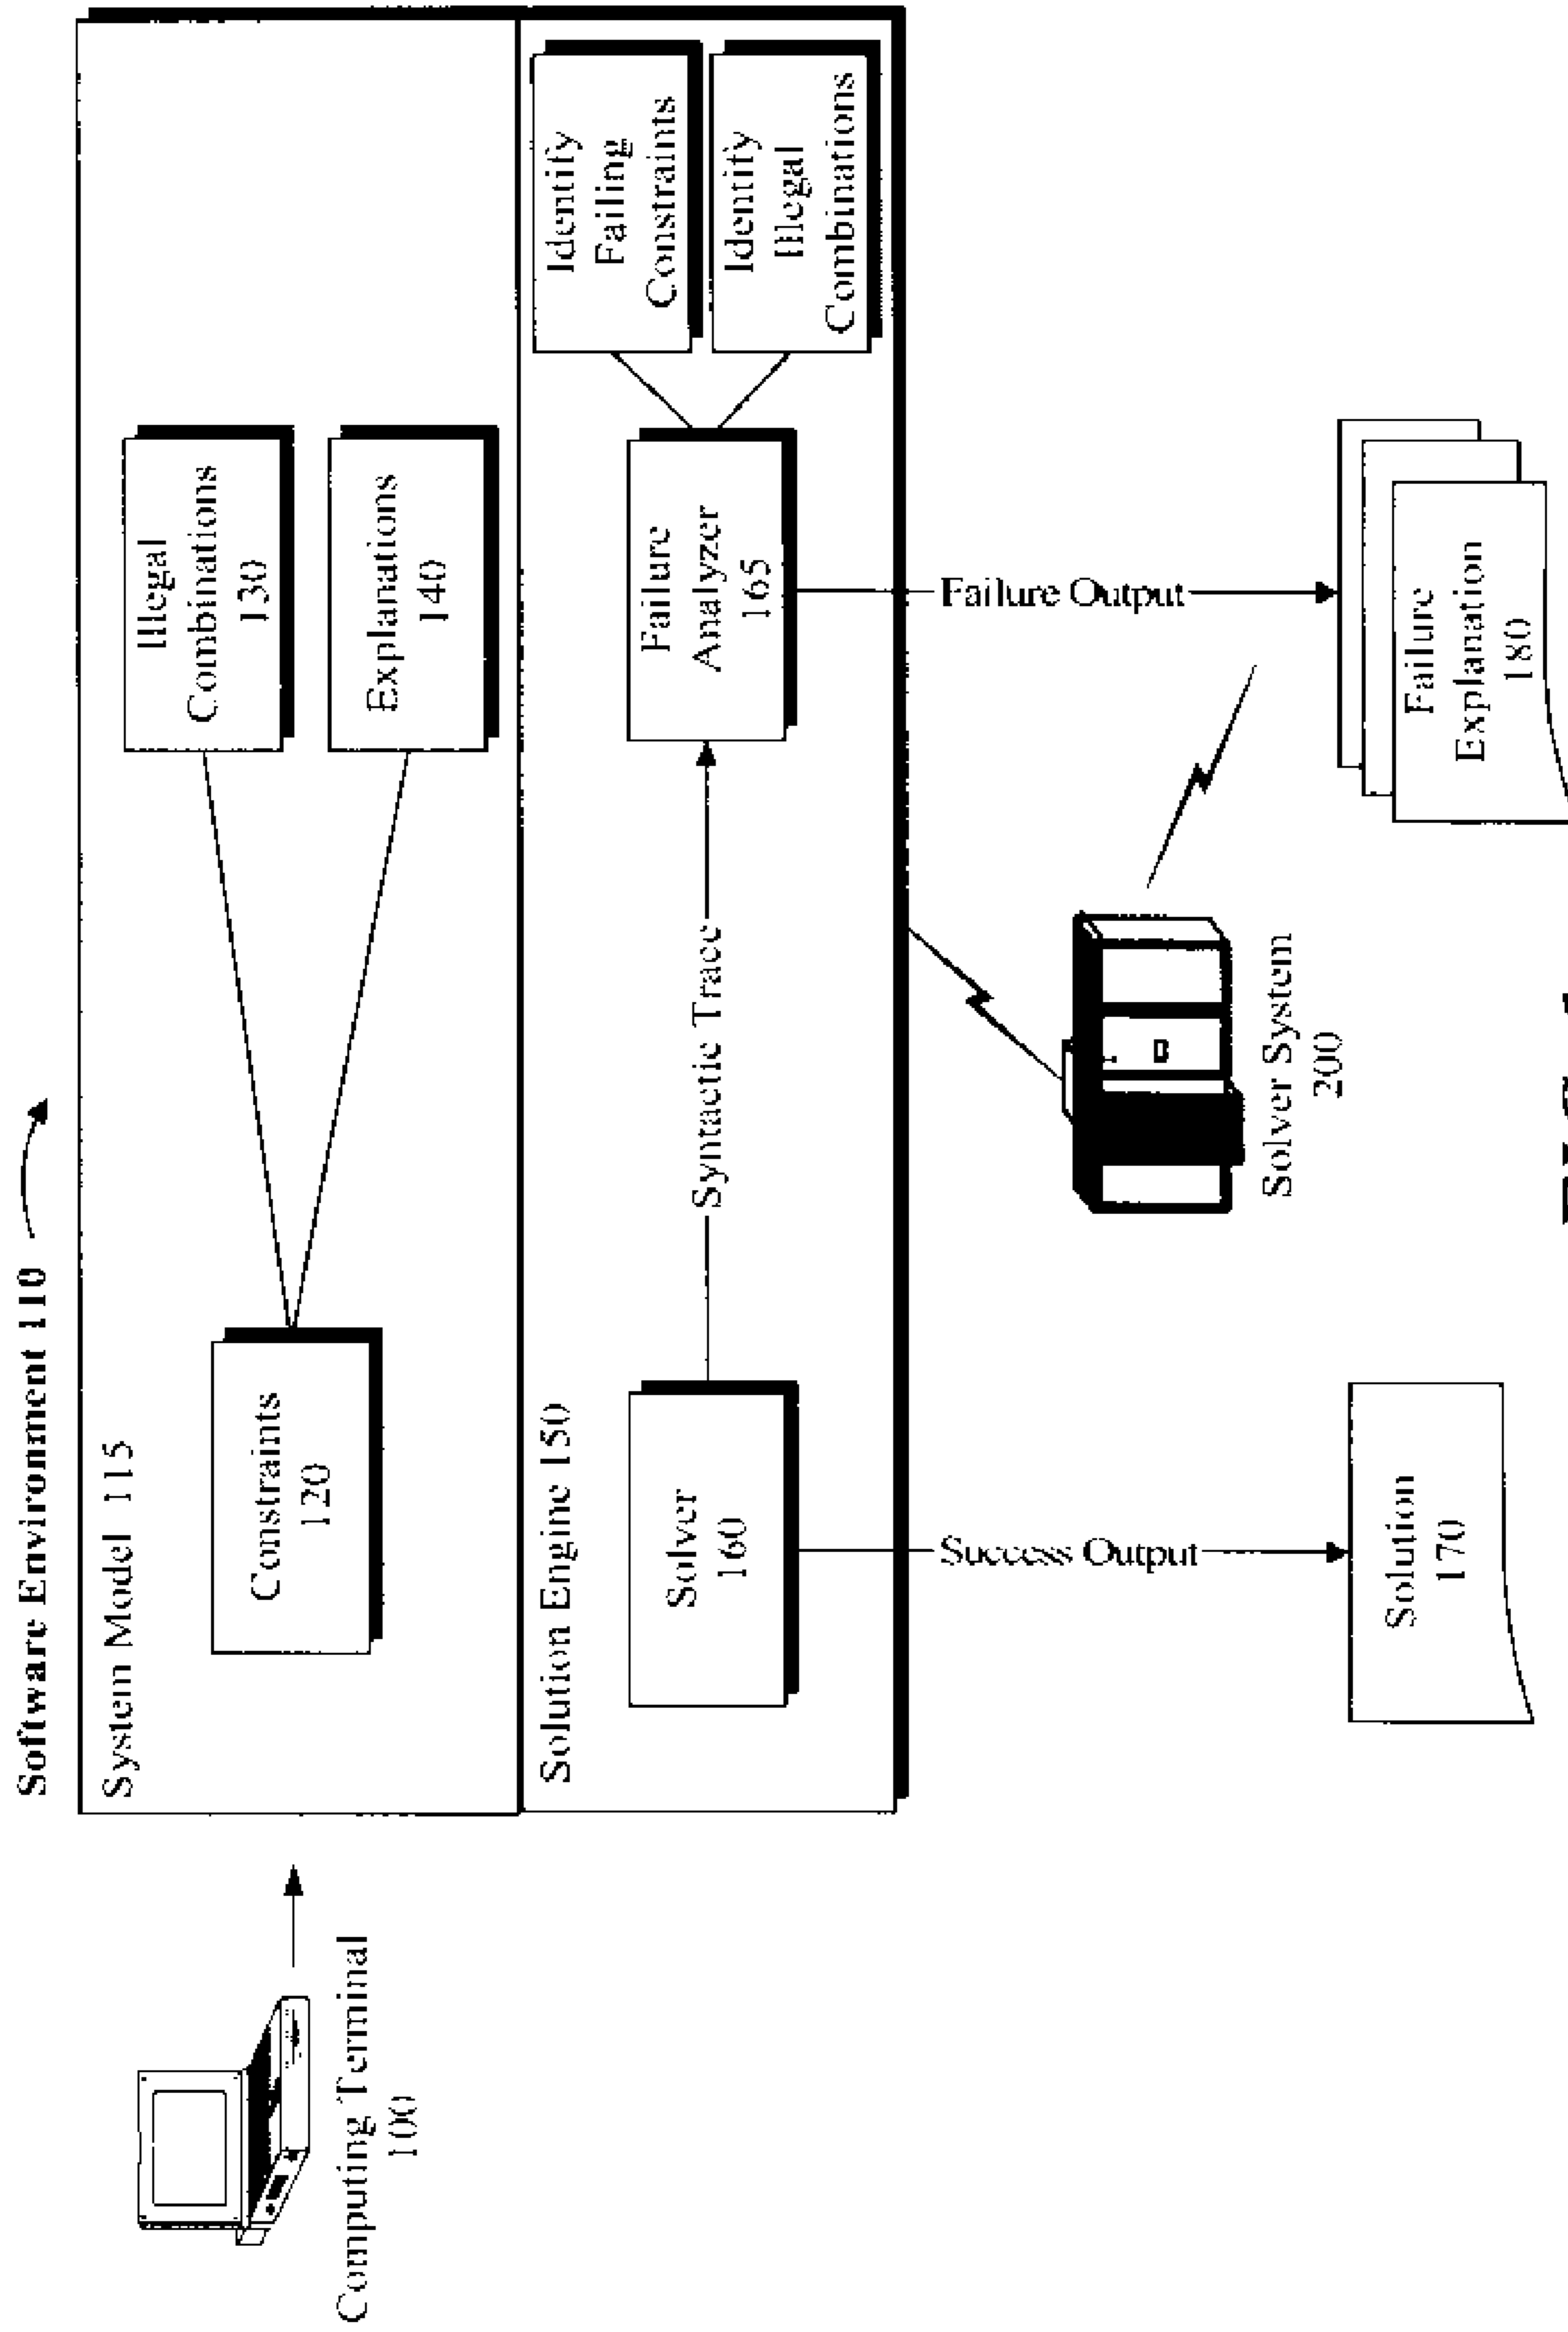 Software Environment 110
Computing Terminal
100
System Model 115
Constraints
120
Illegal
Combinations
130
Explanations
140
Solution Engine 150
Solver
160
Syntactic Trace
Failure
Analyzer
165
Identify
Failing
Constraints
Identify
Illegal
Combinations
Success Output
Failure Output
Solver System
200
Solution
170
Failure
Explanation
180